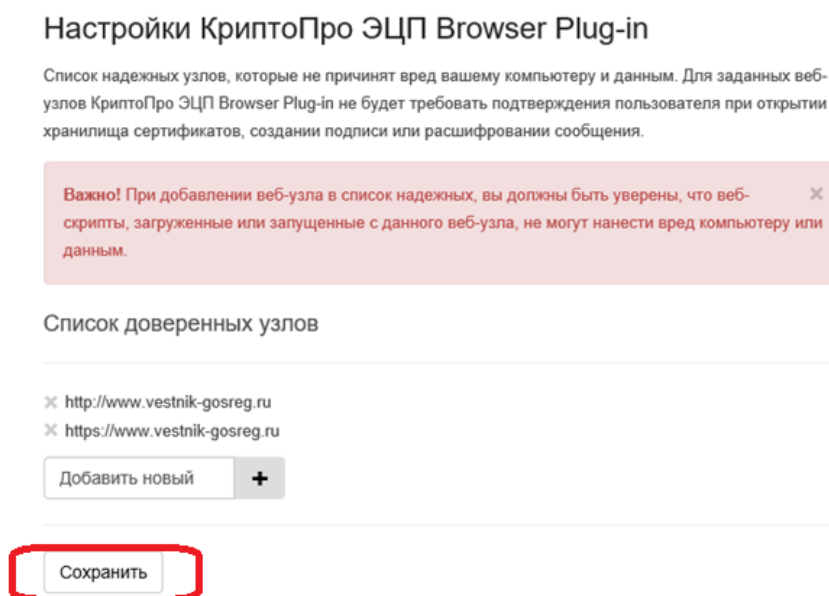 Настройки КриптоПро ЭЦП Browser Plug-in
Список надежных узлов, которые не причинят вред вашему компьютеру и данным. Для заданных веб-
узлов КриптоПро ЭЦП Browser Plug-in не будет требовать подтверждения пользователя при открытии
хранилища сертификатов, создании подписи или расшифровании сообщения.
Важно! При добавлении веб-узла в список надежных, вы должны быть уверены, что веб-
скрипты, загруженные или запущенные с данного веб-узла, не могут нанести вред компьютеру или
данным.
Список доверенных узлов
http://www.vestnik-gosreg.ru
https://www.vestnik-gosreg.ru
Добавить новый
Сохранить